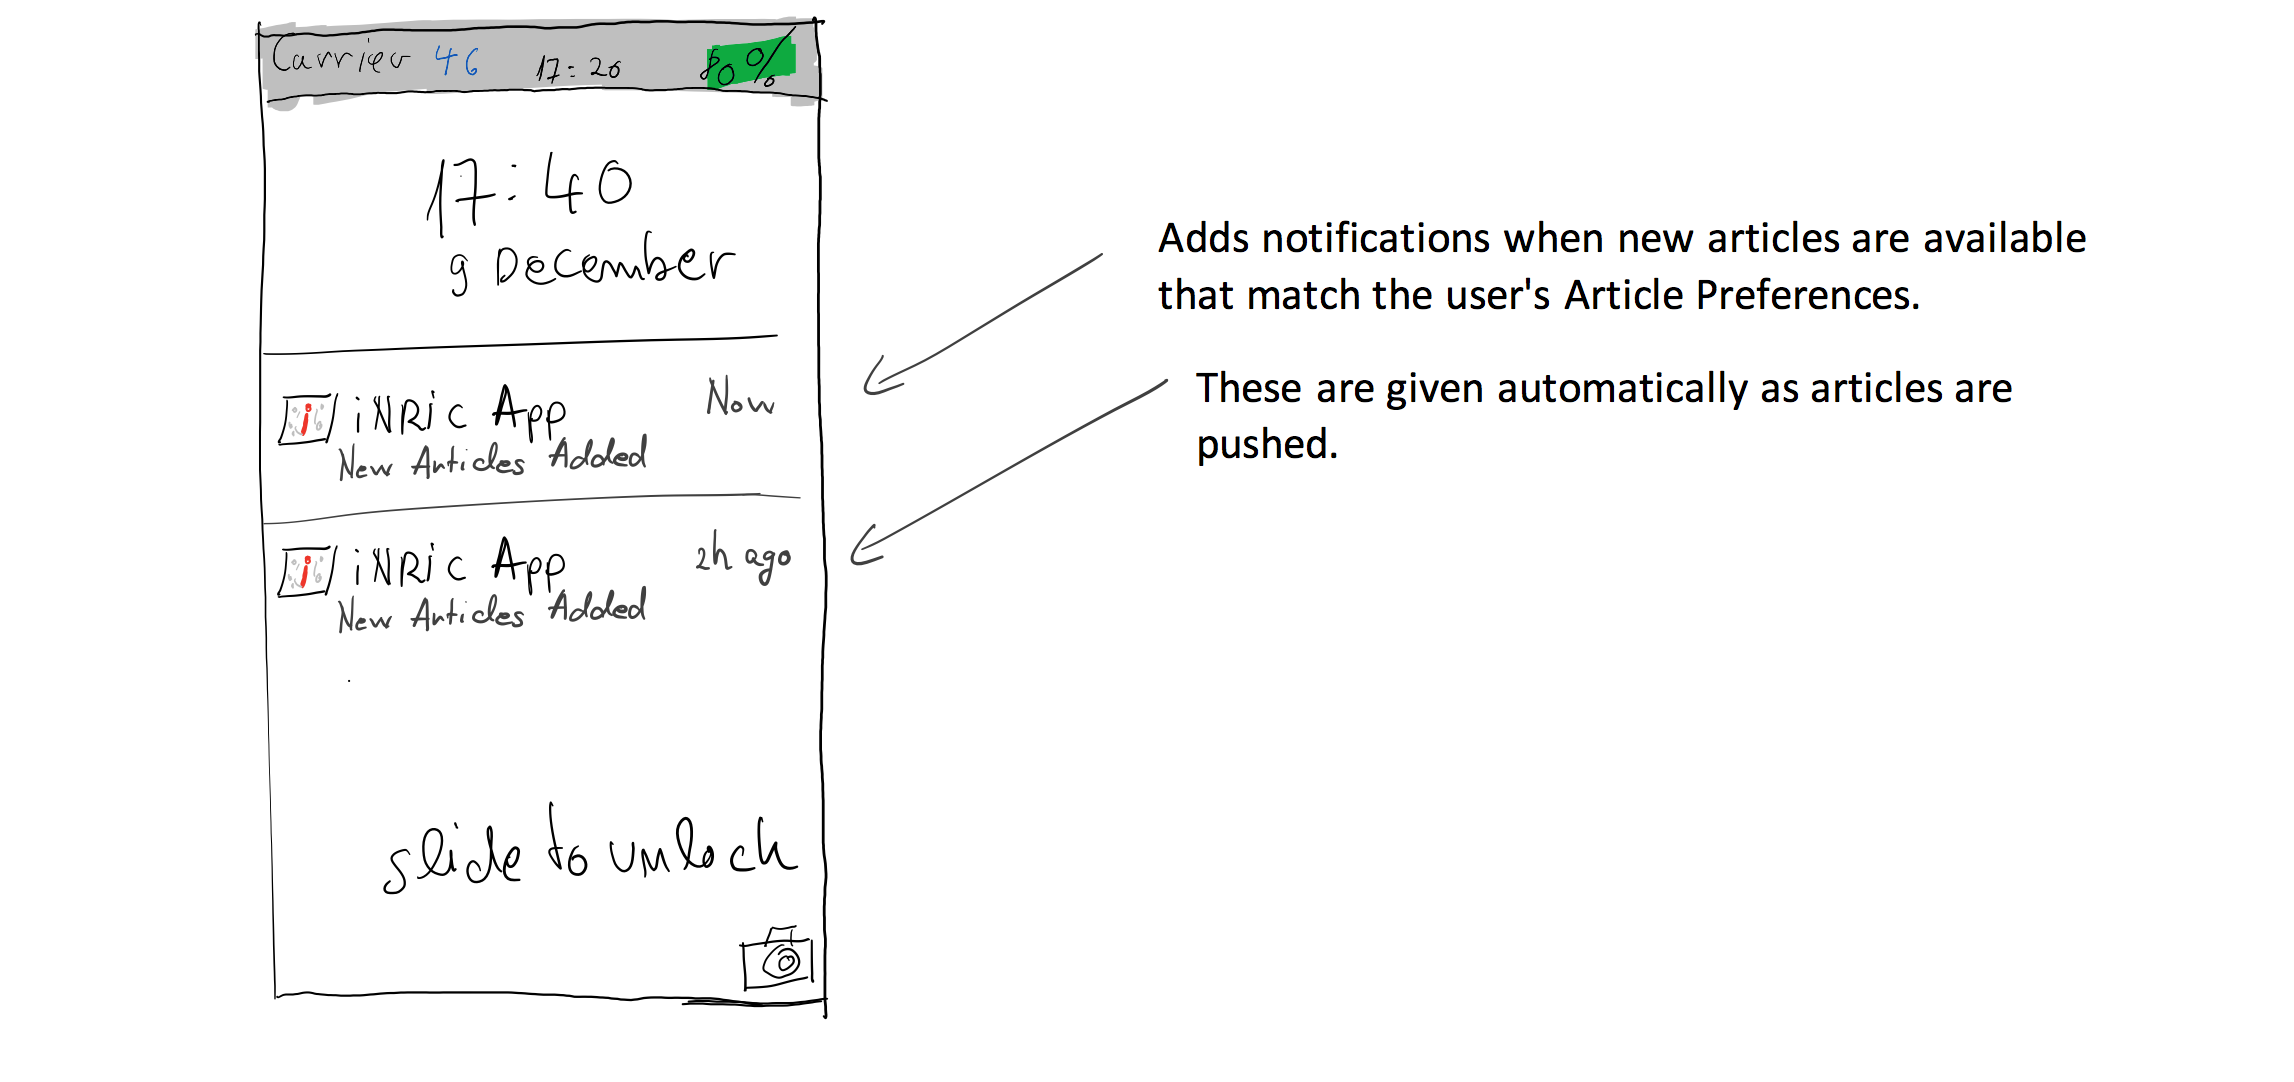 Carrier 4G 17:20 80%
17:40
9 December
iNRiC App Now
New Articles Added
iNRiC App 2h ago
New Articles Added
slide to unlock
Adds notifications when new articles are available
that match the user's Article Preferences.
These are given automatically as articles are
pushed.